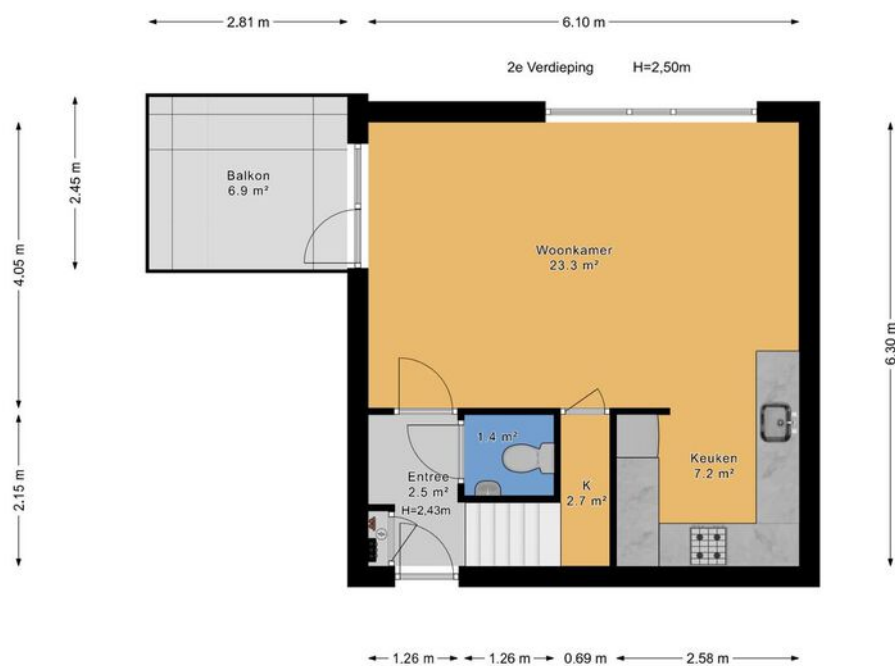 2.81 m
6.10 m
2e Verdieping H=2,50m
2.45 m
4.05 m
Balkon
6.9 m²
Woonkamer
23.3 m²
6.30 m
2.15 m
1.4 m²
Entree
2.5 m²
H=2,43m
K
2.7 m²
Keuken
7.2 m²
1.26 m
1.26 m
0.69 m
2.58 m